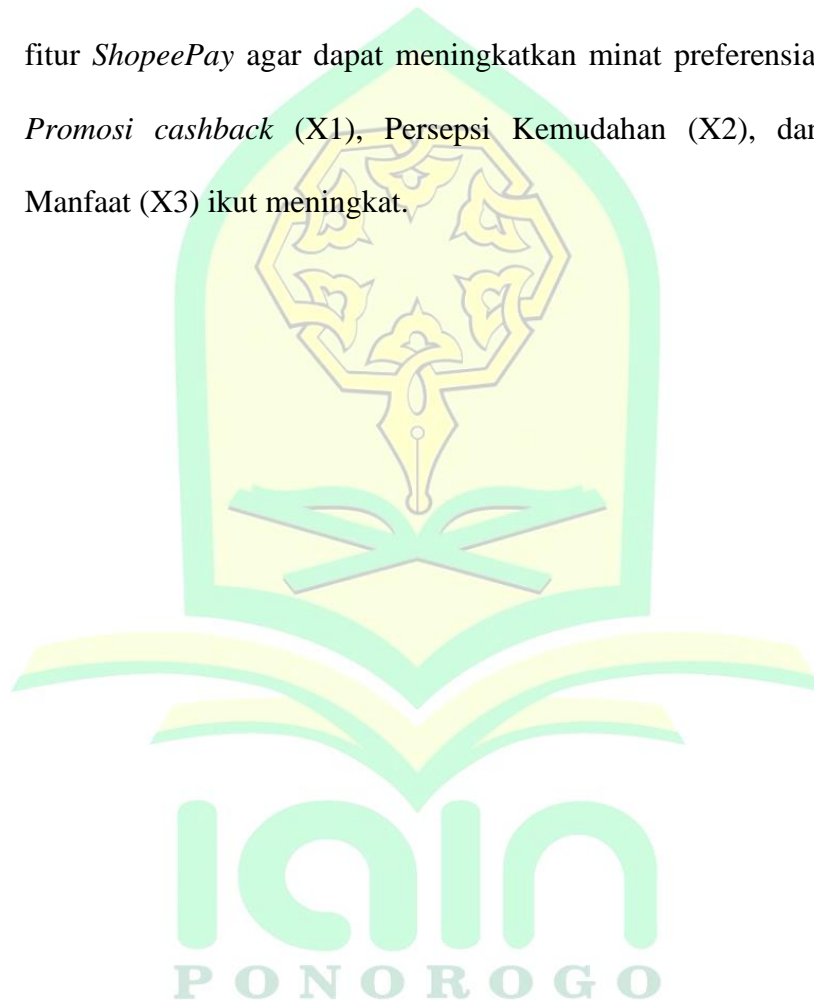 fitur ShopeePay agar dapat meningkatkan minat preferensia
Promosi cashback (X1), Persepsi Kemudahan (X2), dan
Manfaat (X3) ikut meningkat.
iain
PONOROGO